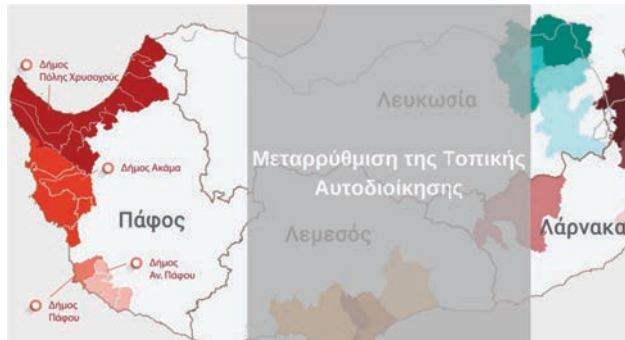 Δήμος
Πόλης Χρυσοχούς
Λευκωσία
Δήμος Ακάμα
Μεταρρύθμιση της Τοπικής
Αυτοδιοίκησης
Πάφος
Λεμεσός
Λάρνακα
Δήμος
Αν. Πάφου
Δήμος
Πάφου